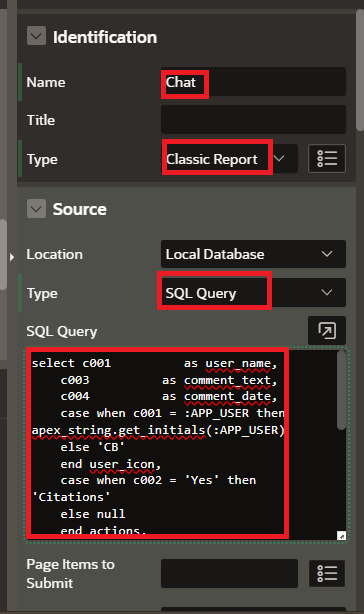 Identification
Name Chat
Title
Type Classic Report
Source
Location Local Database
Type SQL Query
SQL Query
select c001 as user_name,
c003 as comment_text,
c004 as comment_date,
case when c001 = :APP_USER then
apex_string.get_initials(:APP_USER)
else 'CB'
end user_icon,
case when c002 = 'Yes' then
'Citations'
else null
end actions,
Page Items to
Submit